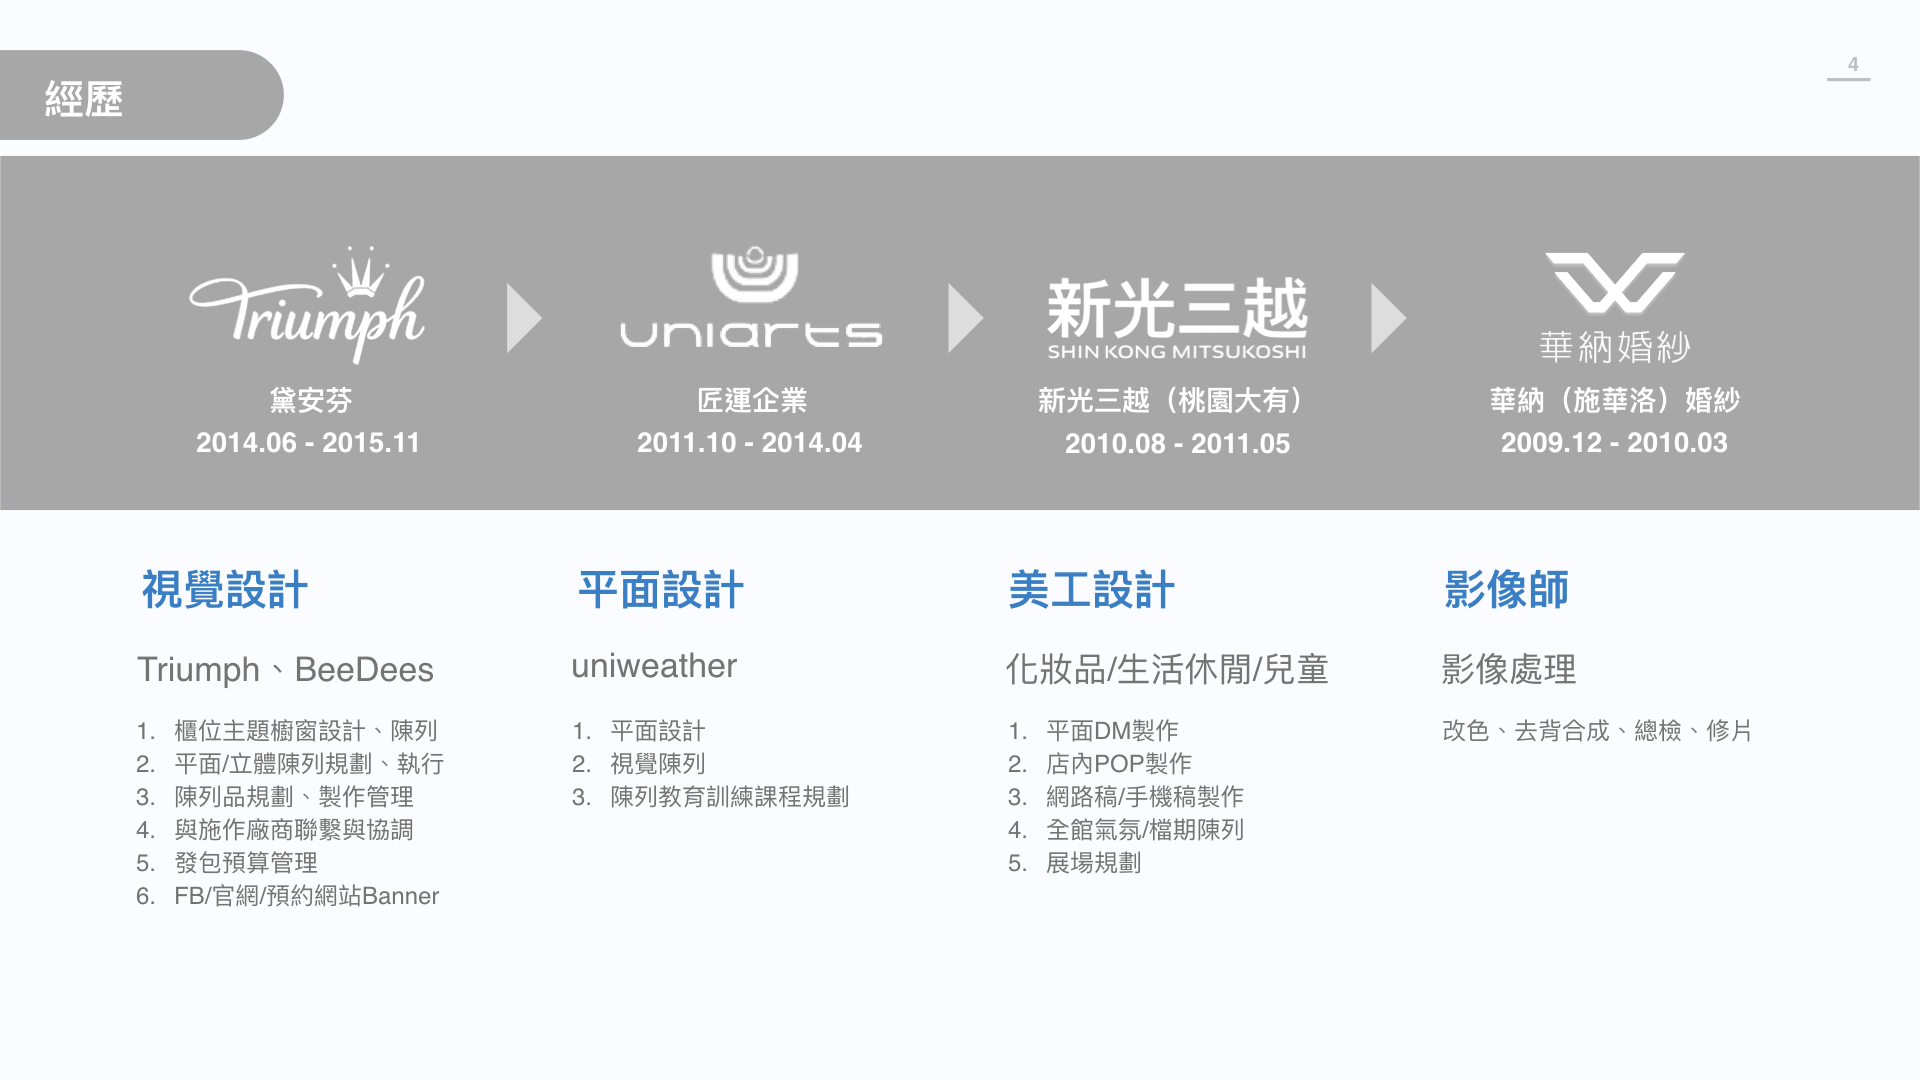 經歷
4
Triumph
黛安芬
2014.06 - 2015.11
uniarts
匠運企業
2011.10 - 2014.04
新光三越
SHIN KONG MITSUKOSHI
新光三越（桃園大有）
2010.08 - 2011.05
華納婚紗
華納（施華洛）婚紗
2009.12 - 2010.03
視覺設計
Triumph、BeeDees
1. 櫃位主題櫥窗設計、陳列
2. 平面/立體陳列規劃、執行
3. 陳列品規劃、製作管理
4. 與施作廠商聯繫與協調
5. 發包預算管理
6. FB/官網/預約網站Banner
平面設計
uniweather
1. 平面設計
2. 視覺陳列
3. 陳列教育訓練課程規劃
美工設計
化妝品/生活休閒/兒童
1. 平面DM製作
2. 店內POP製作
3. 網路稿/手機稿製作
4. 全館氣氛/檔期陳列
5. 展場規劃
影像師
影像處理
改色、去背合成、總檢、修片